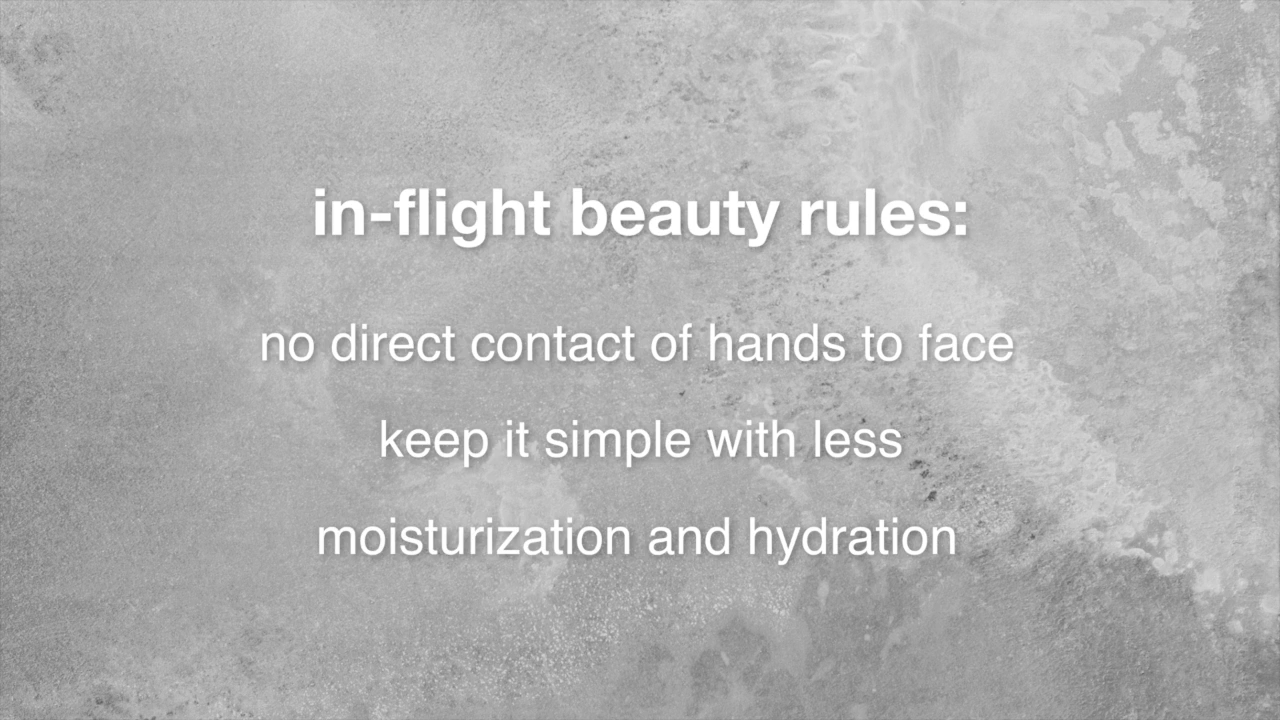 in-flight beauty rules:
no direct contact of hands to face
keep it simple with less
moisturization and hydration